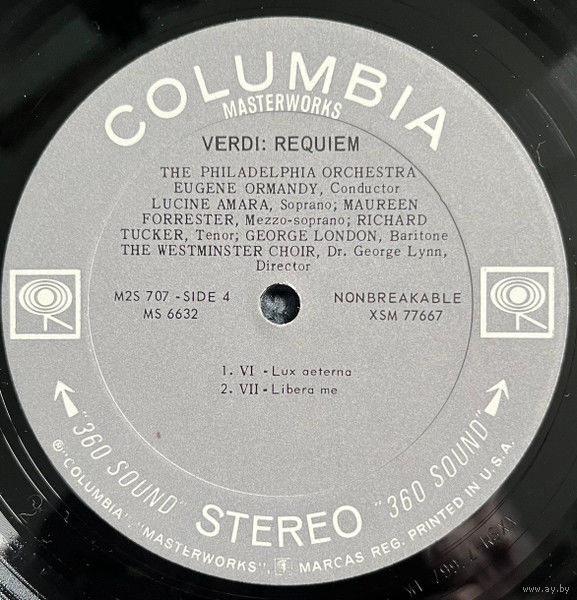 COLUMBIA
MASTERWORKS
VERDI: REQUIEM
THE PHILADELPHIA ORCHESTRA
EUGENE ORMANDY, Conductor
LUCINE AMARA, Soprano; MAUREEN
FORRESTER, Mezzo-soprano; RICHARD
TUCKER, Tenor; GEORGE LONDON, Baritone
THE WESTMINSTER CHOIR, Dr. George Lynn,
Director
M2S 707 - SIDE 4
MS 6632
NONBREAKABLE
XSM 77667
1. VI - Lux aeterna
2. VII - Libera me
"360 SOUND" STEREO "360 SOUND"
® "COLUMBIA", "MASTERWORKS", MARCAS REG. PRINTED IN U.S.A.
www.ay.by